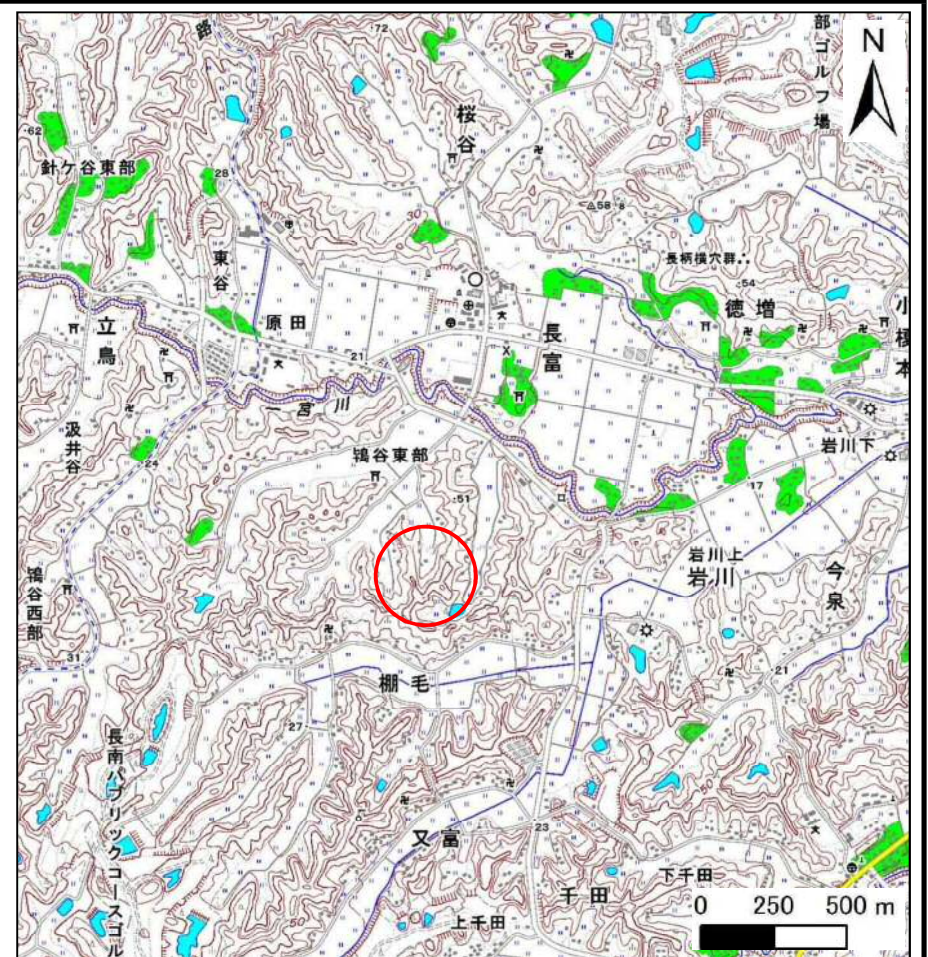 路
・72
部ゴルフ場
N
桜谷
・62
針ケ谷東部
28
△58.8
東谷
長柄横穴群∴
・54
徳増
小榎本
立鳥
原田
長富
21
一宮川
汲井谷
・24
鴇谷東部
岩川下
・51
・17
岩川上
岩川
今泉
鴇谷西部
31
棚毛
21
27
長南パブリックコースゴル
又富
23
下千田
千田
上千田
0 250 500 m